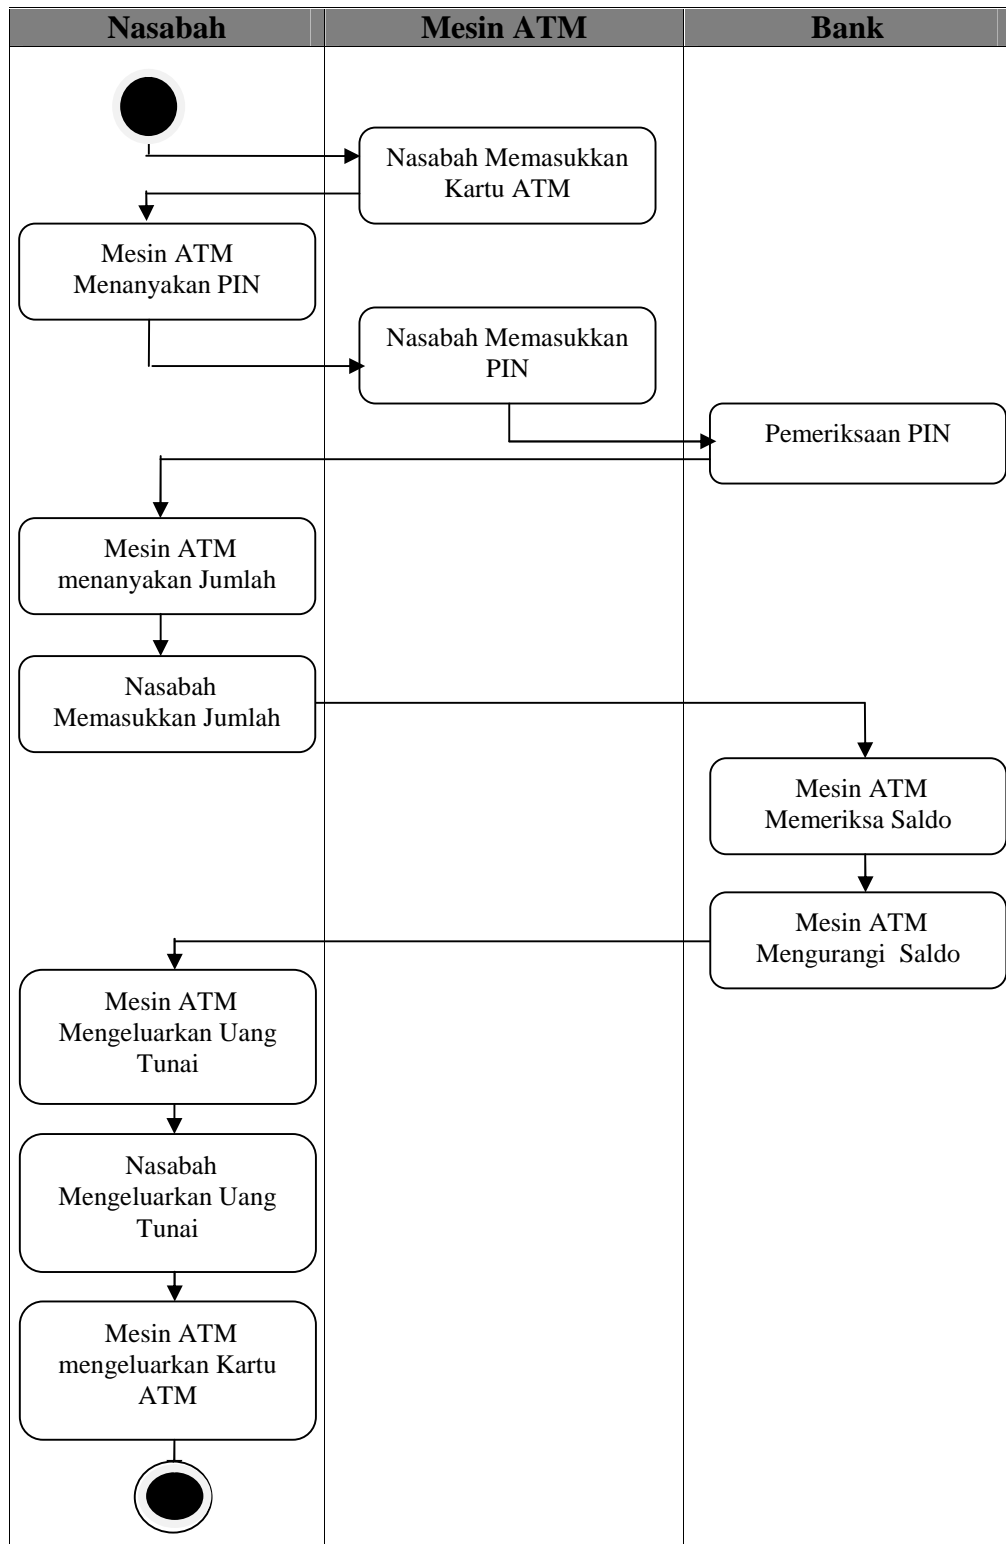 Nasabah
Mesin ATM
Bank
Nasabah Memasukkan
Kartu ATM
Mesin ATM
Menanyakan PIN
Nasabah Memasukkan
PIN
Pemeriksaan PIN
Mesin ATM
menanyakan Jumlah
Nasabah
Memasukkan Jumlah
Mesin ATM
Memeriksa Saldo
Mesin ATM
Mengurangi  Saldo
Mesin ATM
Mengeluarkan Uang
Tunai
Nasabah
Mengeluarkan Uang
Tunai
Mesin ATM
mengeluarkan Kartu
ATM